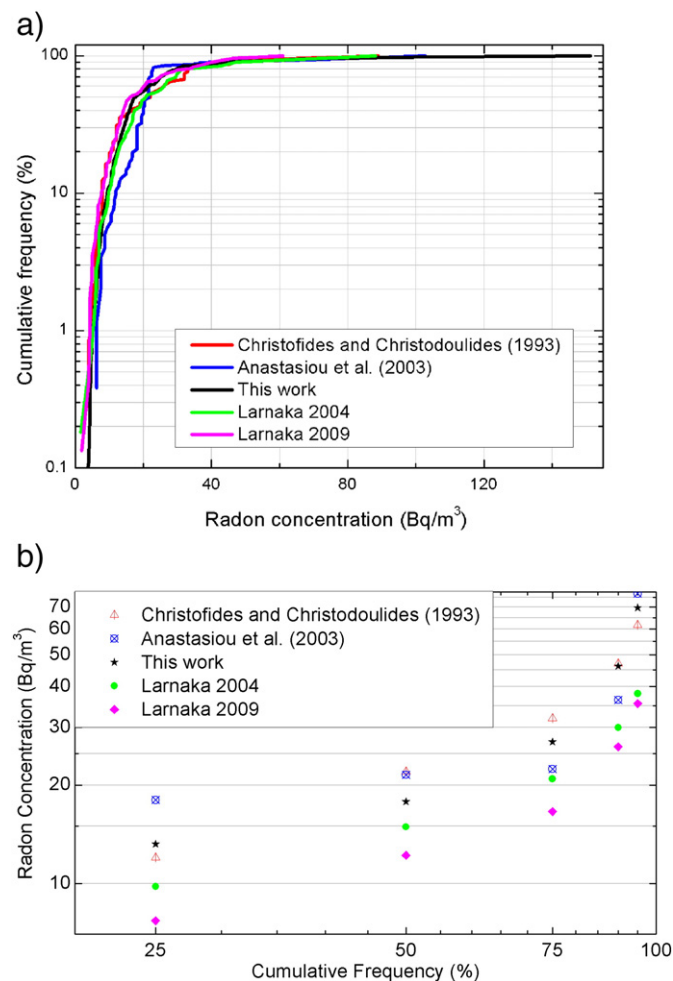 a)
100
10
1
0.1
Cumulative frequency (%)
Christofides and Christodoulides (1993)
Anastasiou et al. (2003)
This work
Larnaka 2004
Larnaka 2009
0 40 80 120
Radon concentration (Bq/m³)
b)
70
60
50
40
30
20
10
Radon Concentration (Bq/m³)
Christofides and Christodoulides (1993)
Anastasiou et al. (2003)
This work
Larnaka 2004
Larnaka 2009
25 50 75 100
Cumulative Frequency (%)